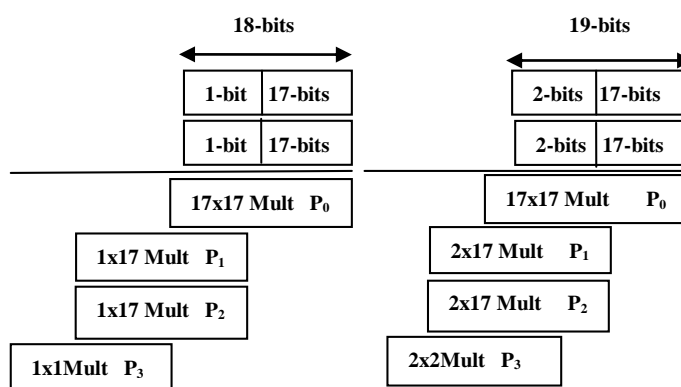 18-bits
1-bit 17-bits
1-bit 17-bits
17x17 Mult P₀
1x17 Mult P₁
1x17 Mult P₂
1x1Mult P₃
19-bits
2-bits 17-bits
2-bits 17-bits
17x17 Mult P₀
2x17 Mult P₁
2x17 Mult P₂
2x2Mult P₃